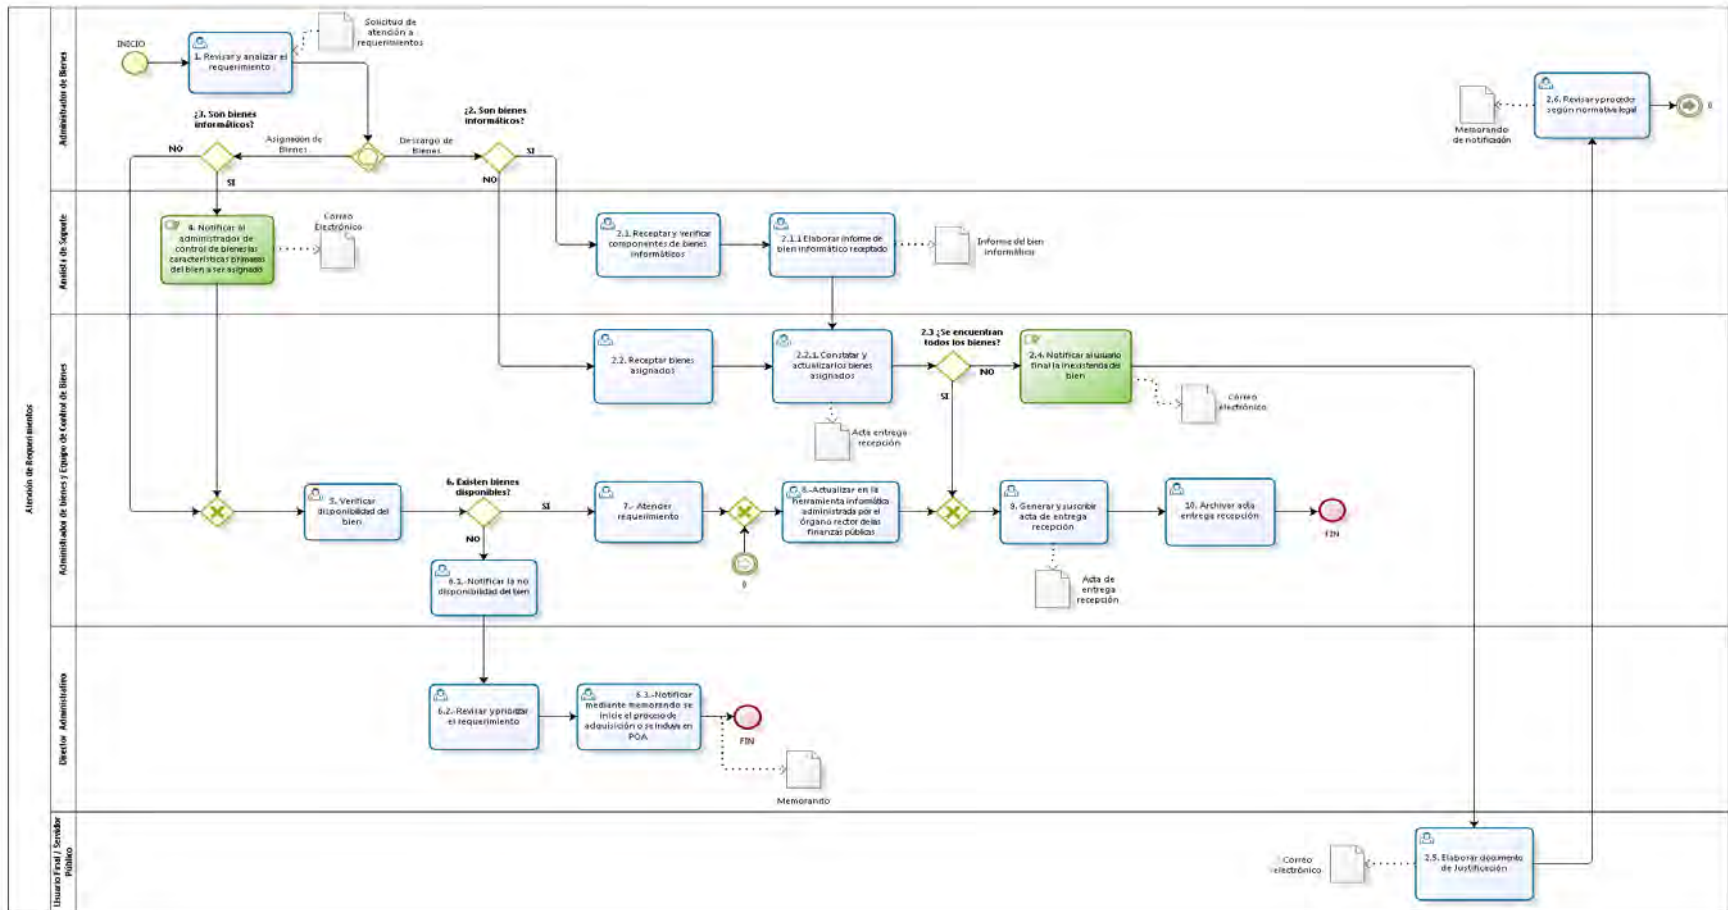 Atención de Requerimientos
Administrador de Bienes
INICIO
1. Revisar y analizar el
requerimiento
Solicitud de
atención a
requerimientos
¿3. Son bienes
informáticos?
¿2. Son bienes
informáticos?
Asignación de
Bienes
Descargo de
Bienes
NO
SI
SI
NO
2.6. Revisar y proceder
según normativa legal
Memorando
de notificación
Analista de Soporte
4. Notificar al
administrador de
control de bienes las
características primeras
del bien a ser asignado
Correo
Electrónico
2.1. Receptar y verificar
componentes de bienes
informáticos
2.1.1 Elaborar informe de
bien informático receptado
Informe del bien
informático
Administrador de bienes y Equipo de Control de Bienes
2.2. Receptar bienes
asignados
2.2.1. Constatar y
actualizar los bienes
asignados
2.3 ¿Se encuentran
todos los bienes?
NO
SI
2.4. Notificar al usuario
final la inexistencia del
bien
Correo
electrónico
Acta entrega
recepción
5. Verificar
disponibilidad del
bien
6. Existen bienes
disponibles?
SI
NO
7.- Atender
requerimiento
8.-Actualizar en la
herramienta informática
administrada por el
órgano rector de las
finanzas públicas
9. Generar y suscribir
acta de entrega
recepción
10. Archivar acta
entrega recepción
FIN
Acta de
entrega
recepción
6.1.-Notificar la no
disponibilidad del bien
Director Administrativo
6.2.-Revisar y priorizar
el requerimiento
6.3.-Notificar
mediante memorando se
inicie el proceso de
adquisición o se incluya en
POA
FIN
Memorando
Usuario Final / Servidor
Público
Correo
electrónico
2.5. Elaborar documento
de Justificación